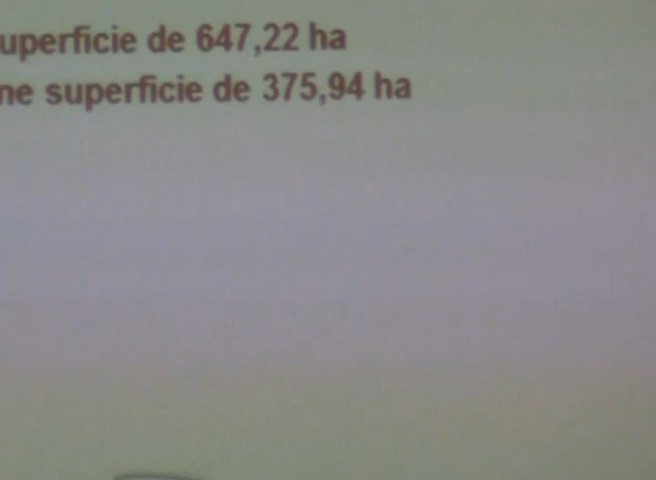 uperficie de 647,22 ha
ne superficie de 375,94 ha